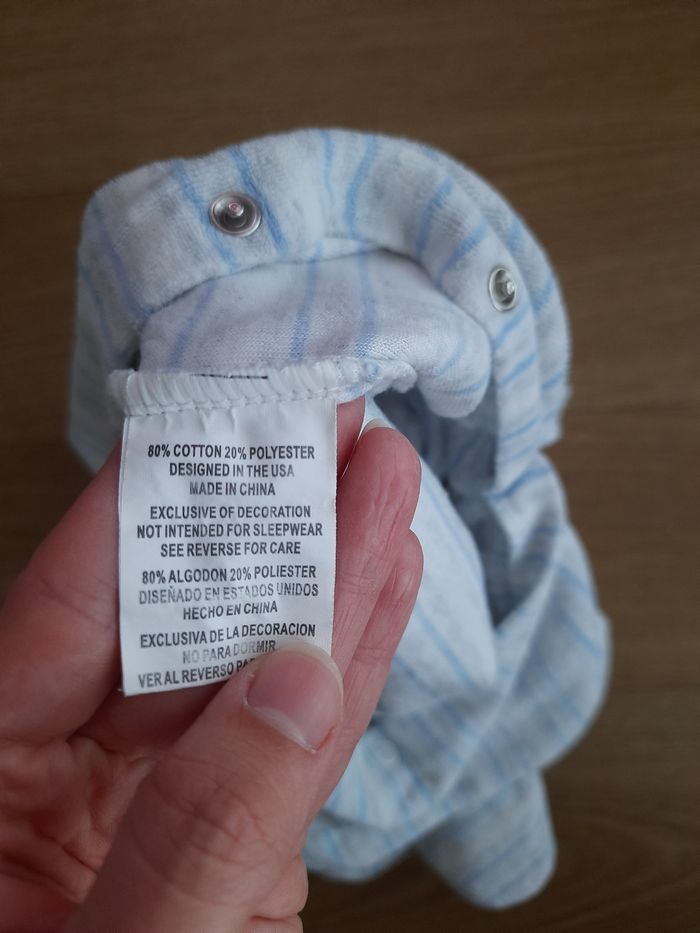 80% COTTON 20% POLYESTER
DESIGNED IN THE USA
MADE IN CHINA
EXCLUSIVE OF DECORATION
NOT INTENDED FOR SLEEPWEAR
SEE REVERSE FOR CARE
80% ALGODON 20% POLIESTER
DISEÑADO EN ESTADOS UNIDOS
HECHO EN CHINA
EXCLUSIVA DE LA DECORACION
NO PARA DORMIR
VER AL REVERSO